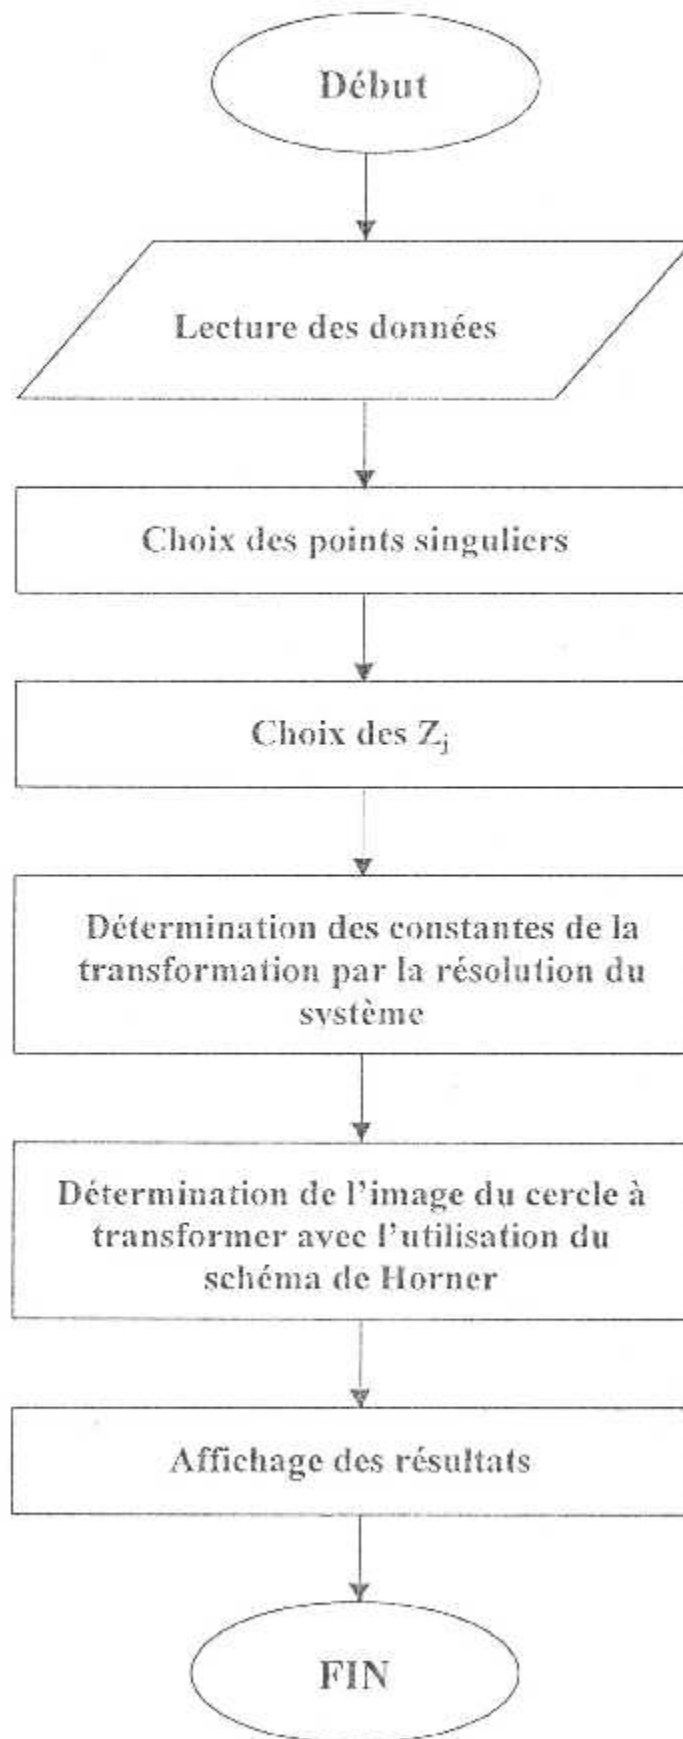 Début
Lecture des données
Choix des points singuliers
Choix des Zj
Détermination des constantes de la
transformation par la résolution du
système
Détermination de l'image du cercle à
transformer avec l'utilisation du
schéma de Horner
Affichage des résultats
FIN